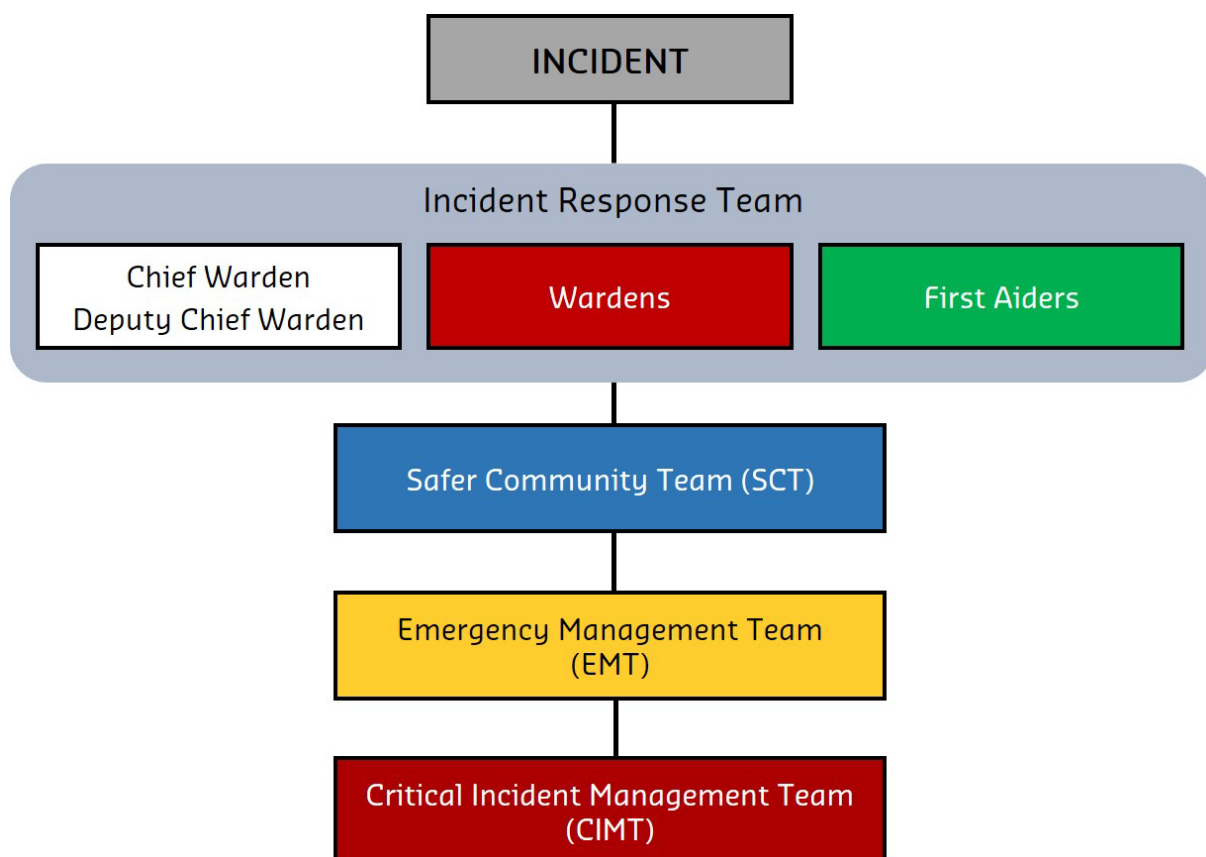 INCIDENT
Incident Response Team
Chief Warden
Deputy Chief Warden
Wardens
First Aiders
Safer Community Team (SCT)
Emergency Management Team
(EMT)
Critical Incident Management Team
(CIMT)